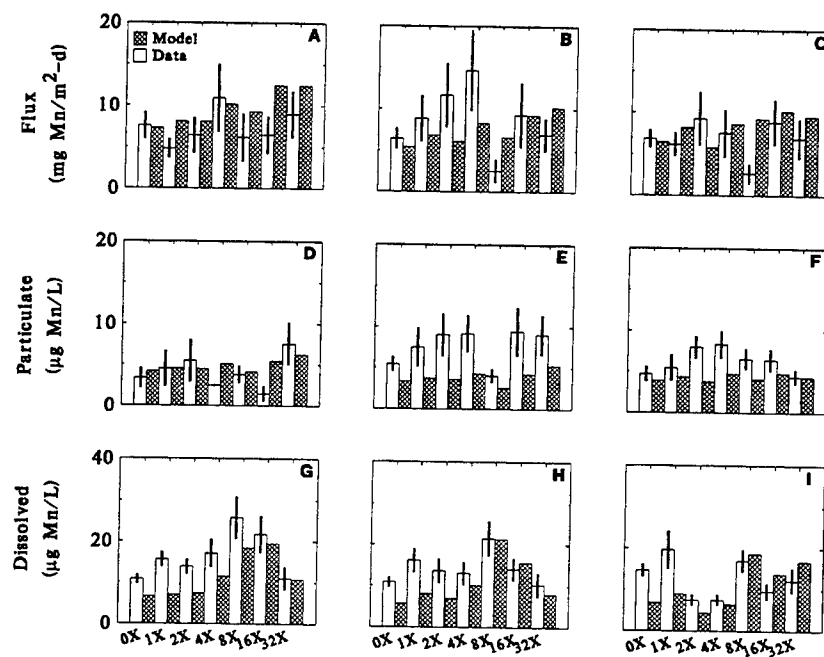 20
Model
Data
A
B
C
Flux
(mg Mn/m²-d)
10
0
20
D
E
F
Particulate
(μg Mn/L)
10
0
40
G
H
I
Dissolved
(μg Mn/L)
20
0
0X 1X 2X 4X 8X 16X 32X
0X 1X 2X 4X 8X 16X 32X
0X 1X 2X 4X 8X 16X 32X